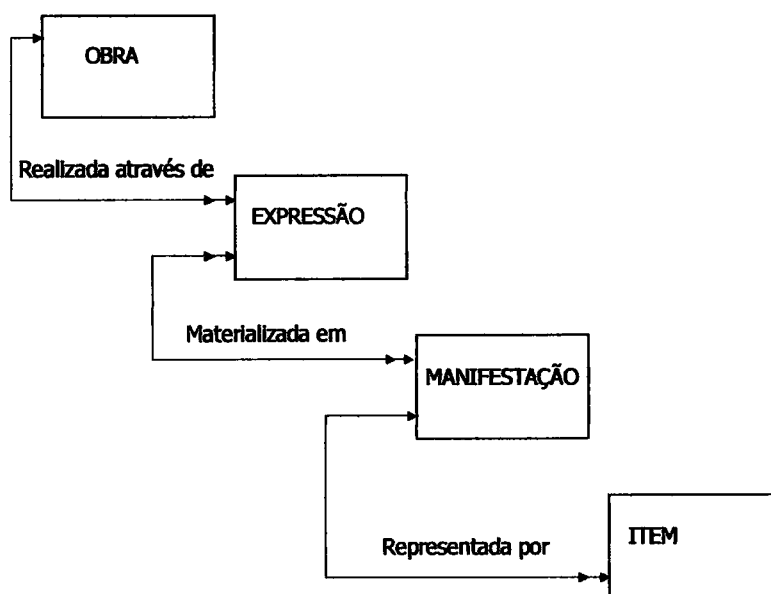 OBRA
Realizada através de
EXPRESSÃO
Materializada em
MANIFESTAÇÃO
Representada por
ITEM